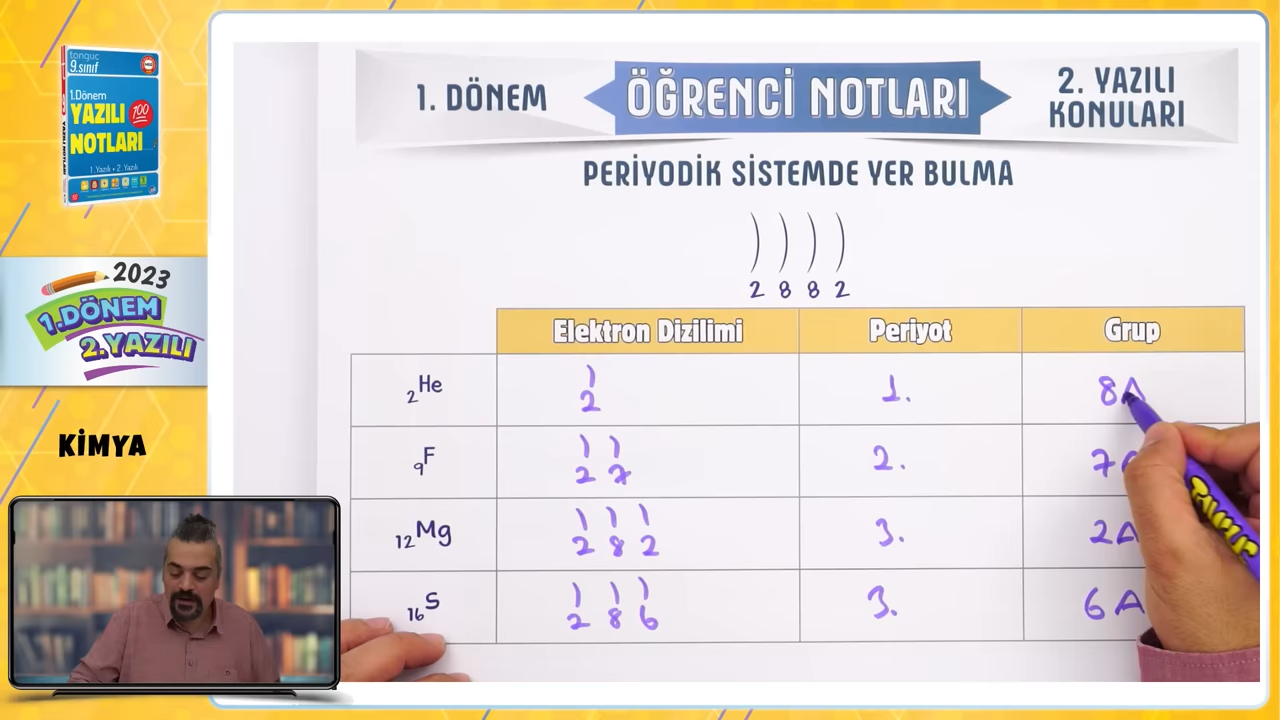 tonguç
9.sınıf
1.Dönem
YAZILI
100
NOTLARI
1.Yazılı • 2.Yazılı
2023
1.DÖNEM
2.YAZILI
KİMYA
1. DÖNEM
ÖĞRENCİ NOTLARI
2. YAZILI
KONULARI
PERİYODİK SİSTEMDE YER BULMA
) ) ) )
2 8 8 2
Elektron Dizilimi Periyot Grup
2He ) 1. 8A
2
9F ) ) 2. 7A
2 7
12Mg ) ) ) 3. 2A
2 8 2
16S ) ) ) 3. 6A
2 8 6